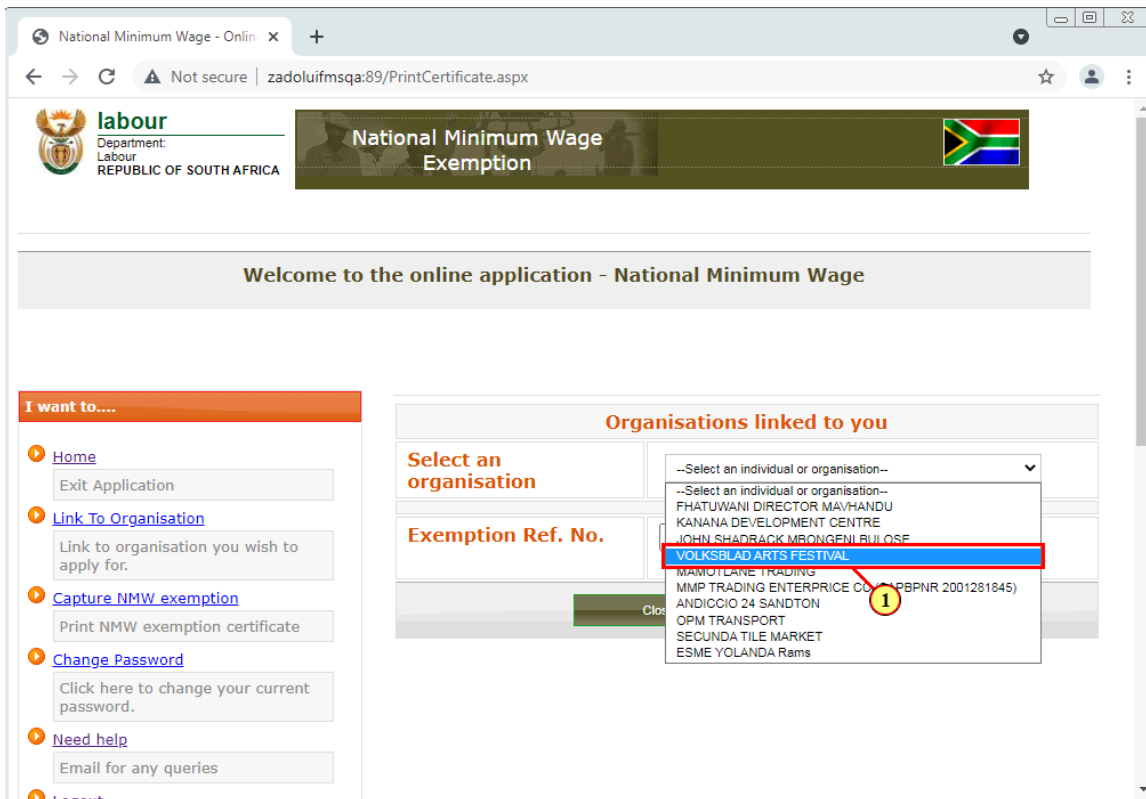 National Minimum Wage - Onlin
Not secure | zadoluifmsqa:89/PrintCertificate.aspx
labour
Department:
Labour
REPUBLIC OF SOUTH AFRICA
National Minimum Wage
Exemption
Welcome to the online application - National Minimum Wage
I want to....
Home
Exit Application
Link To Organisation
Link to organisation you wish to
apply for.
Capture NMW exemption
Print NMW exemption certificate
Change Password
Click here to change your current
password.
Need help
Email for any queries
Logout
Organisations linked to you
Select an
organisation
--Select an individual or organisation--
--Select an individual or organisation--
FHATUWANI DIRECTOR MAVHANDU
KANANA DEVELOPMENT CENTRE
JOHN SHADRACK MBONGENI BULOSE
VOLKSBLAD ARTS FESTIVAL
MAMOTLANE TRADING
MMP TRADING ENTERPRICE 2001281845)
ANDICCIO 24 SANDTON
OPM TRANSPORT
SECUNDA TILE MARKET
ESME YOLANDA Rams
1
Exemption Ref. No.